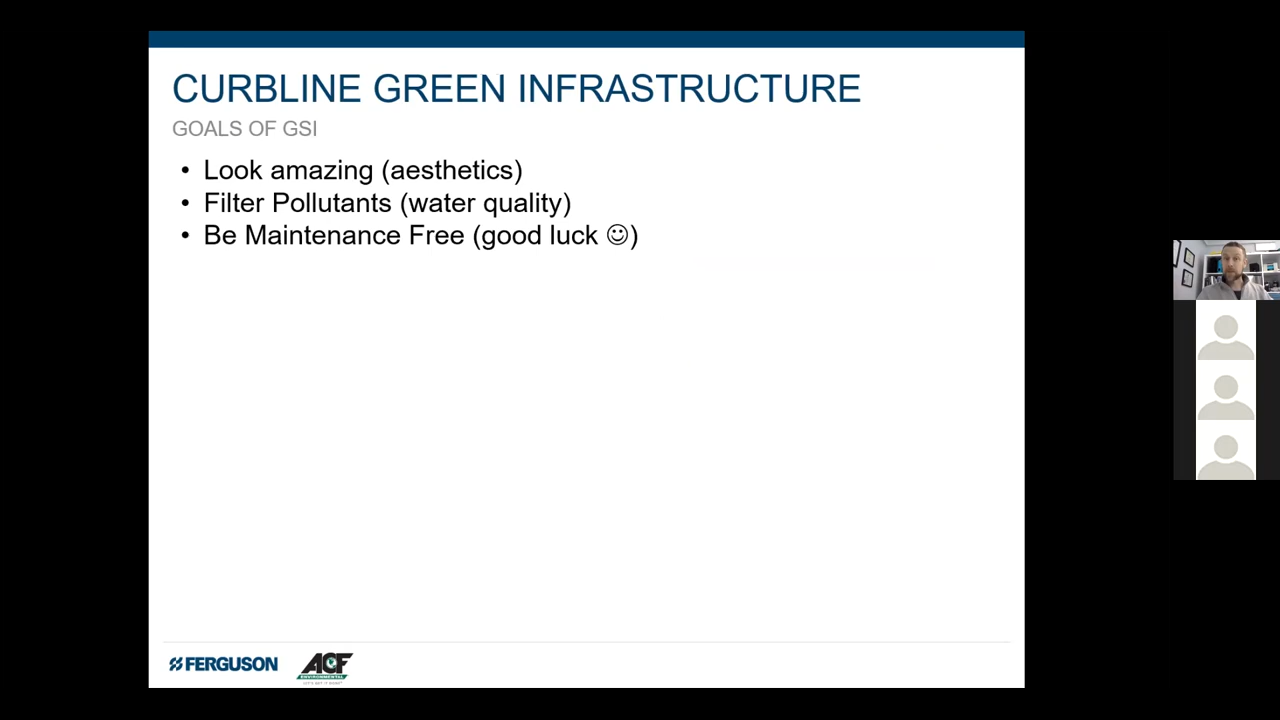 CURBLINE GREEN INFRASTRUCTURE
GOALS OF GSI
• Look amazing (aesthetics)
• Filter Pollutants (water quality)
• Be Maintenance Free (good luck ☺)
FERGUSON
ACF
ENVIRONMENTAL